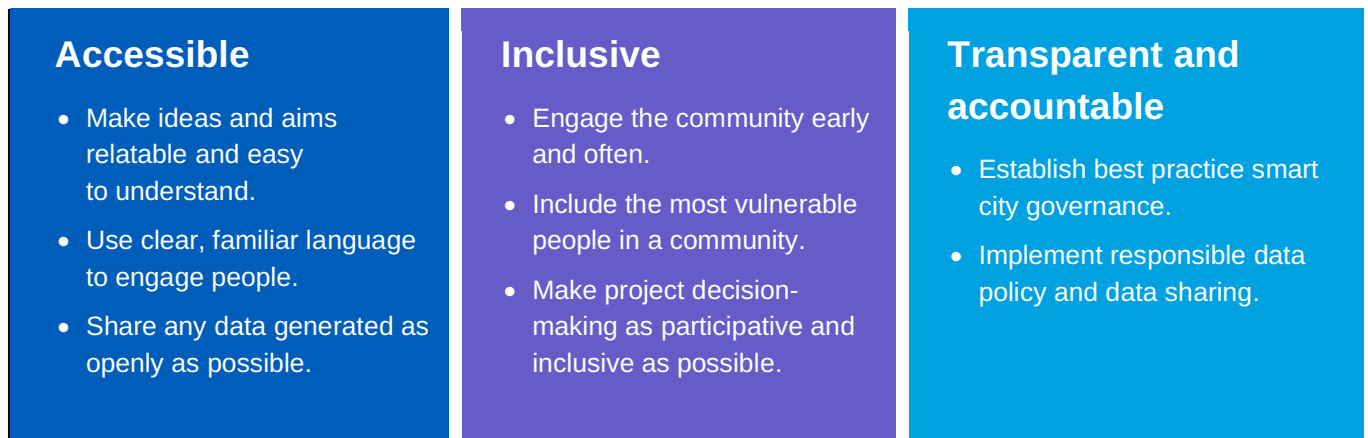 Accessible
• Make ideas and aims
relatable and easy
to understand.
• Use clear, familiar language
to engage people.
• Share any data generated as
openly as possible.
Inclusive
• Engage the community early
and often.
• Include the most vulnerable
people in a community.
• Make project decision-
making as participative and
inclusive as possible.
Transparent and
accountable
• Establish best practice smart
city governance.
• Implement responsible data
policy and data sharing.